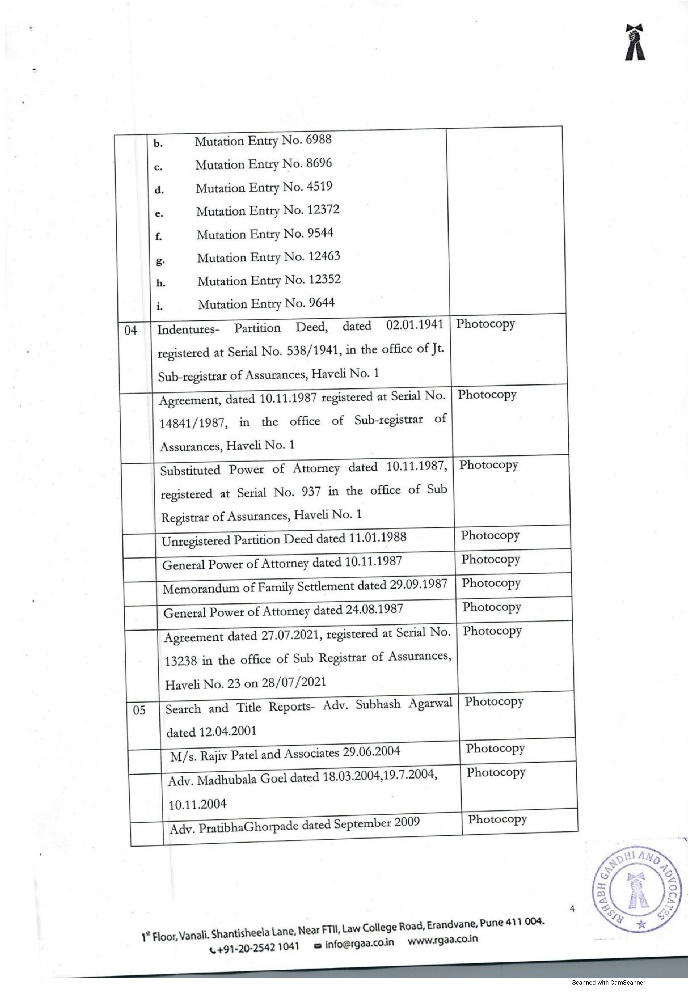 b. Mutation Entry No. 6988
c. Mutation Entry No. 8696
d. Mutation Entry No. 4519
e. Mutation Entry No. 12372
f. Mutation Entry No. 9544
g. Mutation Entry No. 12463
h. Mutation Entry No. 12352
i. Mutation Entry No. 9644
04 Indentures- Partition Deed, dated 02.01.1941 Photocopy
registered at Serial No. 538/1941, in the office of Jt.
Sub-registrar of Assurances, Haveli No. 1
Agreement, dated 10.11.1987 registered at Serial No. Photocopy
14841/1987, in the office of Sub-registrar of
Assurances, Haveli No. 1
Substituted Power of Attorney dated 10.11.1987, Photocopy
registered at Serial No. 937 in the office of Sub
Registrar of Assurances, Haveli No. 1
Unregistered Partition Deed dated 11.01.1988 Photocopy
General Power of Attorney dated 10.11.1987 Photocopy
Memorandum of Family Settlement dated 29.09.1987 Photocopy
General Power of Attorney dated 24.08.1987 Photocopy
Agreement dated 27.07.2021, registered at Serial No. Photocopy
13238 in the office of Sub Registrar of Assurances,
Haveli No. 23 on 28/07/2021
05 Search and Title Reports- Adv. Subhash Agarwal Photocopy
dated 12.04.2001
M/s. Rajiv Patel and Associates 29.06.2004 Photocopy
Adv. Madhubala Goel dated 18.03.2004,19.7.2004, Photocopy
10.11.2004
Adv. PratibhaGhorpade dated September 2009 Photocopy
RISHABH GANDHI AND ADVOCATES
4
1st Floor, Vanali. Shantisheela Lane, Near FTII, Law College Road, Erandvane, Pune 411 004.
+91-20-2542 1041 info@rgaa.co.in www.rgaa.co.in
Scanned with CamScanner